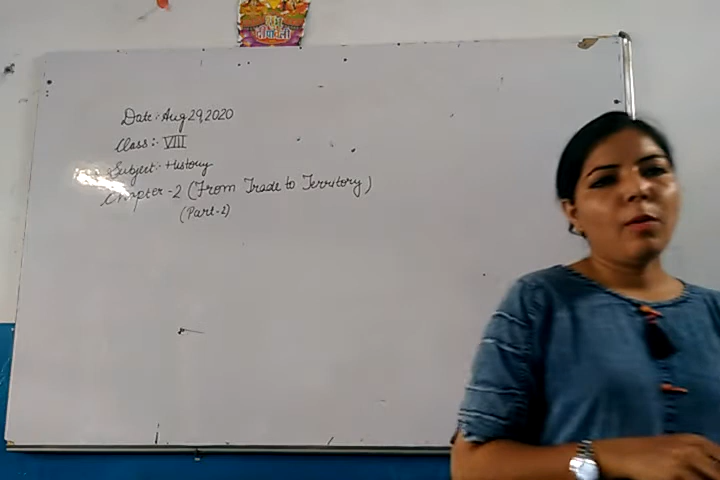 Date:- Aug 29, 2020
Class:- VIII
Subject:- History
Chapter-2 (From Trade to Territory)
(Part-2)